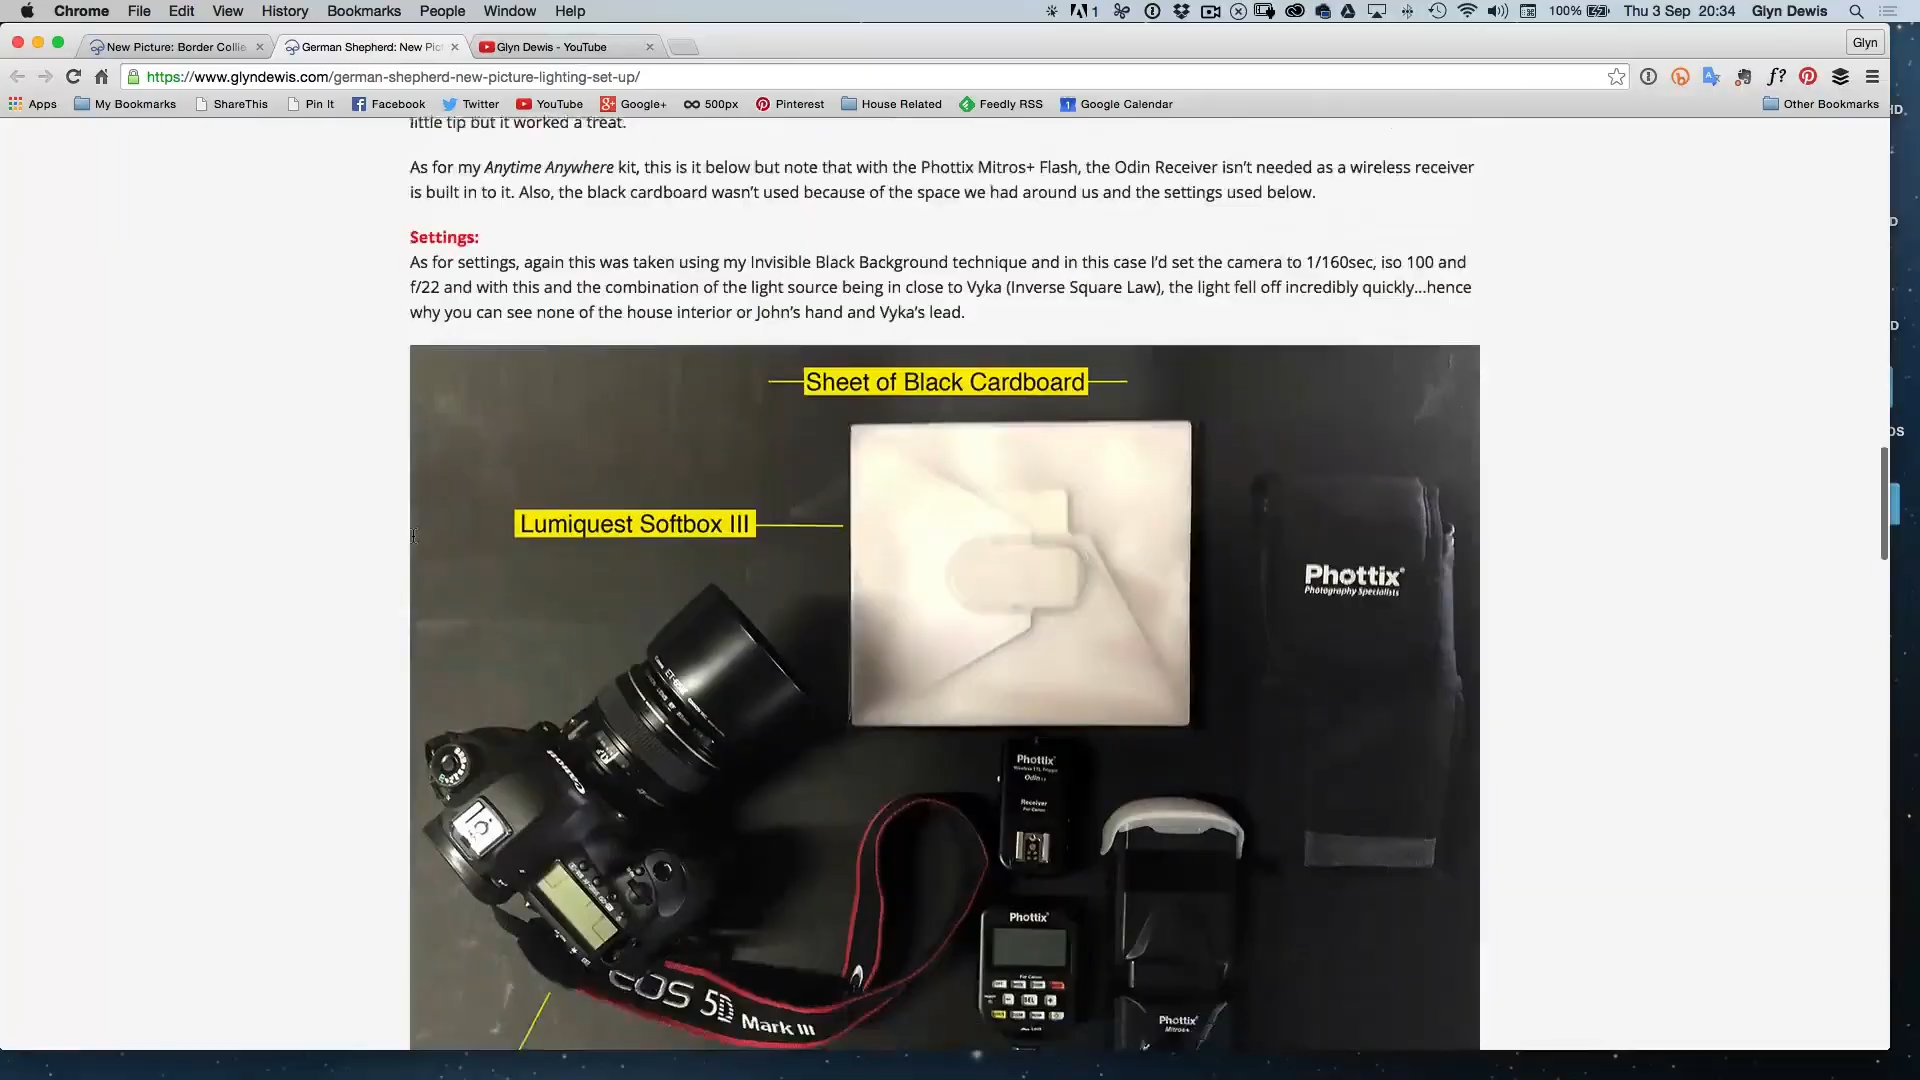 Chrome File Edit View History Bookmarks People Window Help 1 100% Thu 3 Sep 20:34 Glyn Dewis
New Picture: Border Collie × German Shepherd: New Pic × Glyn Dewis - YouTube × Glyn
https://www.glyndewis.com/german-shepherd-new-picture-lighting-set-up/
Apps My Bookmarks ShareThis Pin It Facebook Twitter YouTube Google+ 500px Pinterest House Related Feedly RSS Google Calendar Other Bookmarks
little tip but it worked a treat.
As for my Anytime Anywhere kit, this is it below but note that with the Phottix Mitros+ Flash, the Odin Receiver isn’t needed as a wireless receiver
is built in to it. Also, the black cardboard wasn’t used because of the space we had around us and the settings used below.
Settings:
As for settings, again this was taken using my Invisible Black Background technique and in this case I’d set the camera to 1/160sec, iso 100 and
f/22 and with this and the combination of the light source being in close to Vyka (Inverse Square Law), the light fell off incredibly quickly…hence
why you can see none of the house interior or John’s hand and Vyka’s lead.
Sheet of Black Cardboard
Lumiquest Softbox III
Phottix
Photography Specialists
Canon
Phottix
Odin
Receiver
For Canon
Phottix
For Canon
SEL
EOS 5D Mark III
Phottix
Mitros+